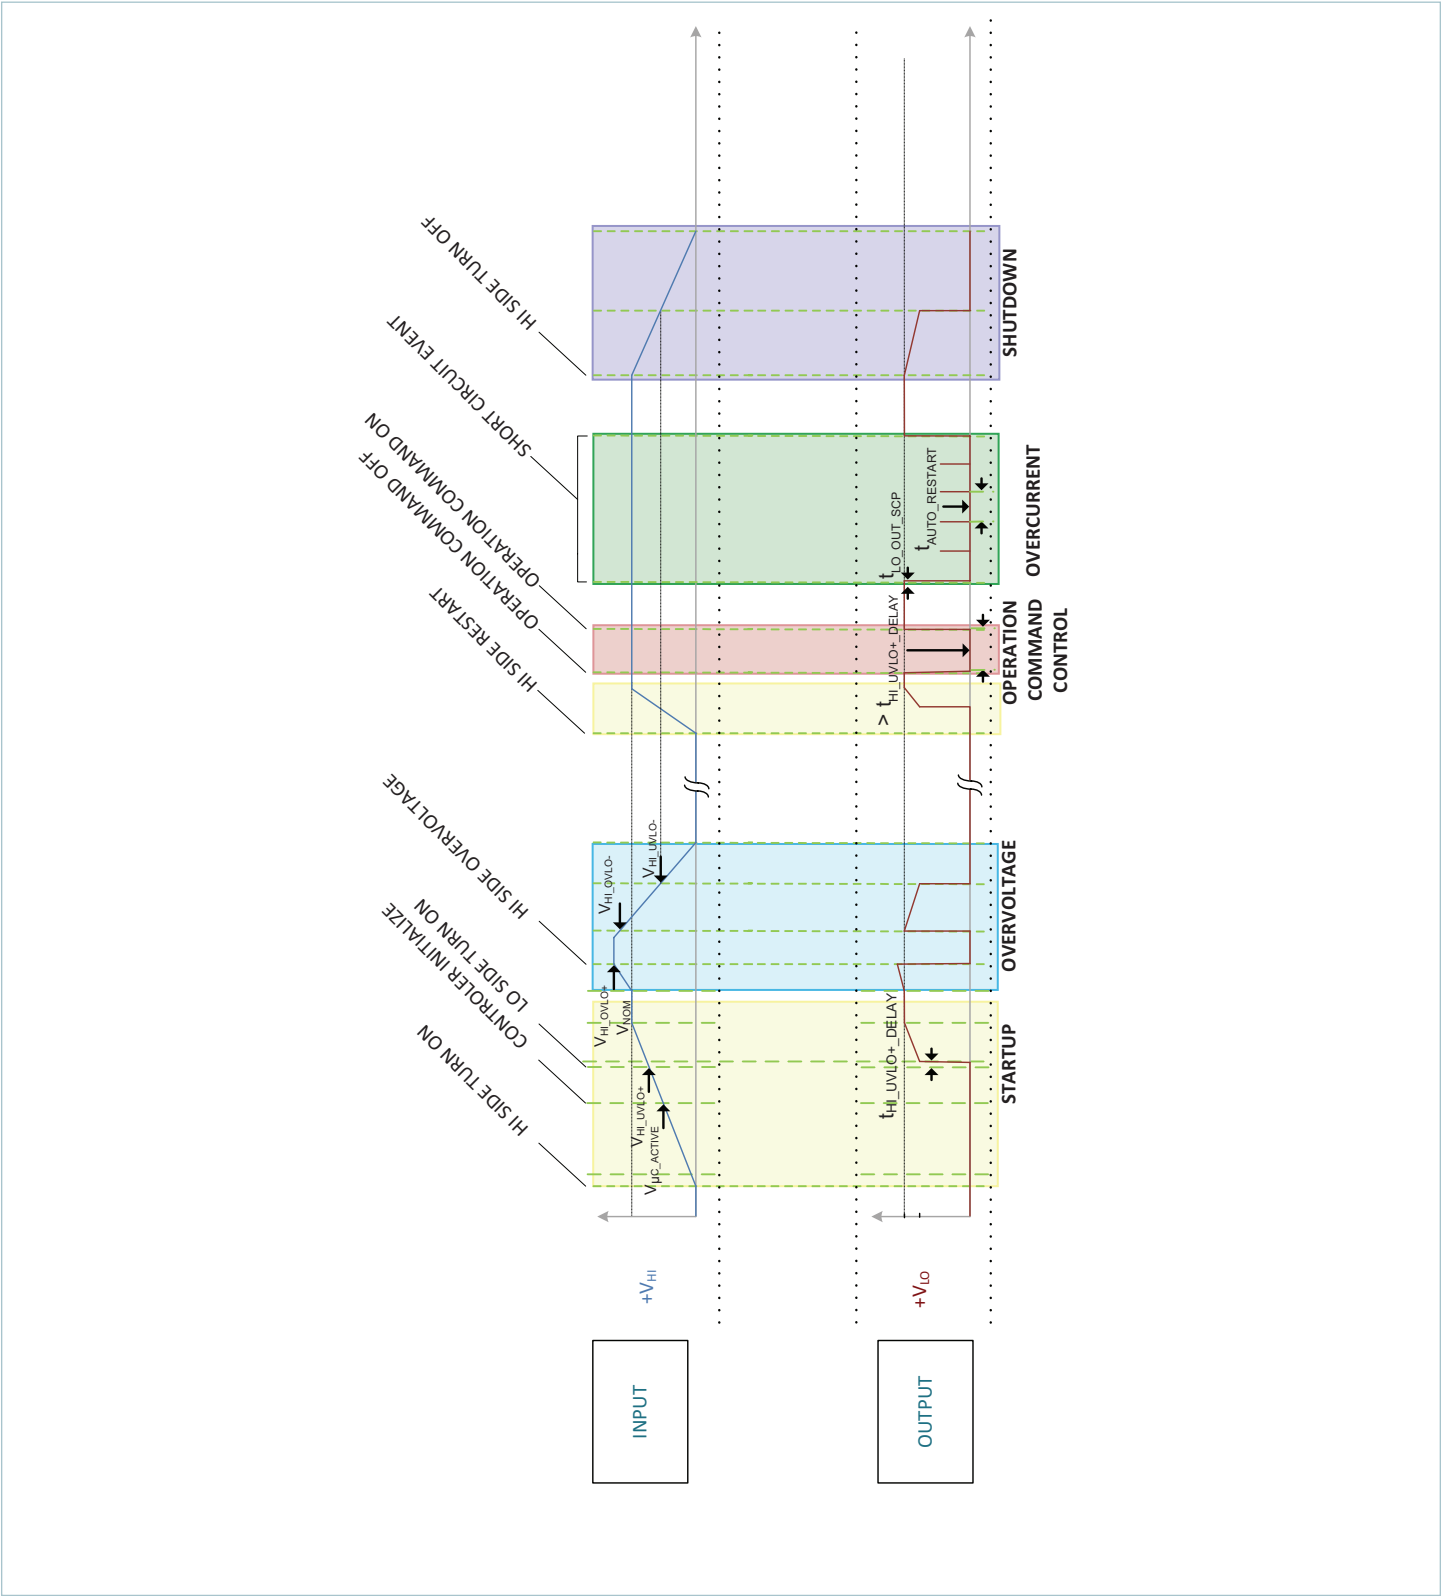 HI SIDE TURN ON
CONTROLLER INITIALIZE
LO SIDE TURN ON
HI SIDE OVERVOLTAGE
HI SIDE RESTART
OPERATION COMMAND OFF
OPERATION COMMAND ON
SHORT CIRCUIT EVENT
HI SIDE TURN OFF
INPUT
+VHI
VµC_ACTIVE
VHI_UVLO+
VNOM
VHI_OVLO+
VHI_OVLO-
VHI_UVLO-
OUTPUT
+VLO
tHI_UVLO+_DELAY
> tHI_UVLO+_DELAY
tLO_OUT_SCP
tAUTO_RESTART
STARTUP
OVERVOLTAGE
OPERATION
COMMAND
CONTROL
OVERCURRENT
SHUTDOWN